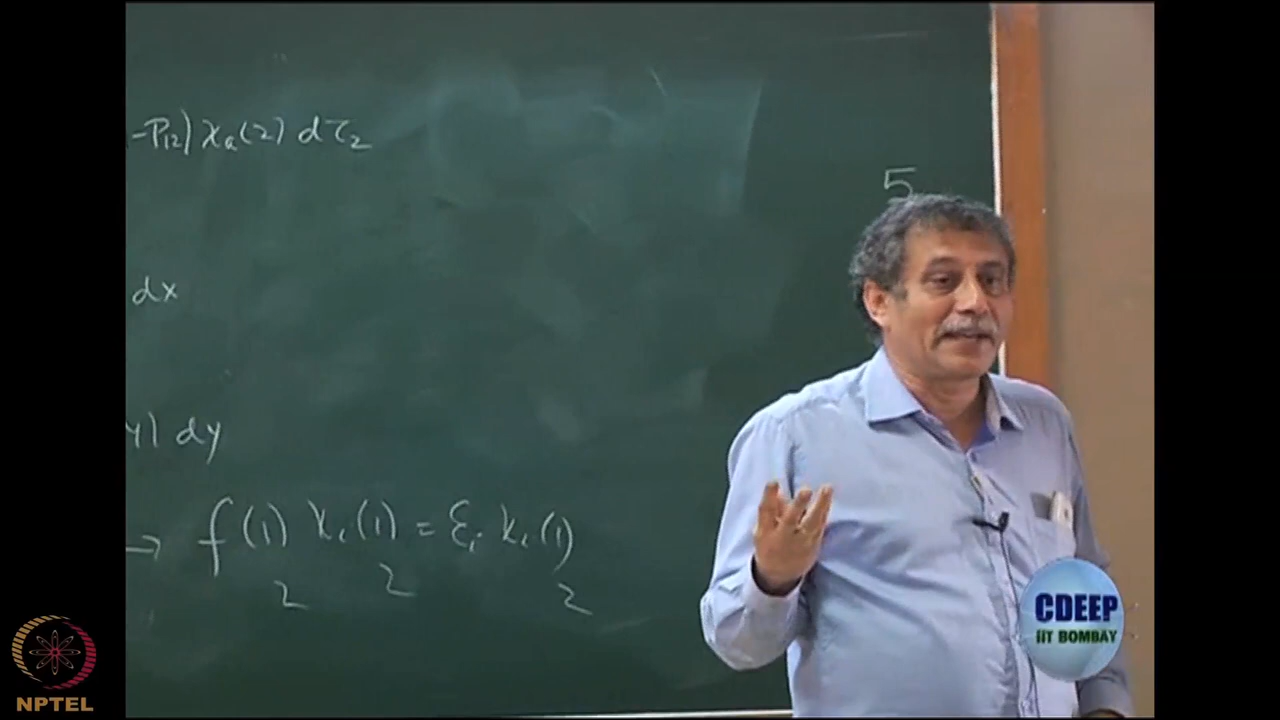 -P₁₂) χₐ(2) dτ₂
5
dx
y) dy
→ f(1) χᵢ(1) = εᵢ χᵢ(1)
2 2 2
CDEEP
IIT BOMBAY
NPTEL